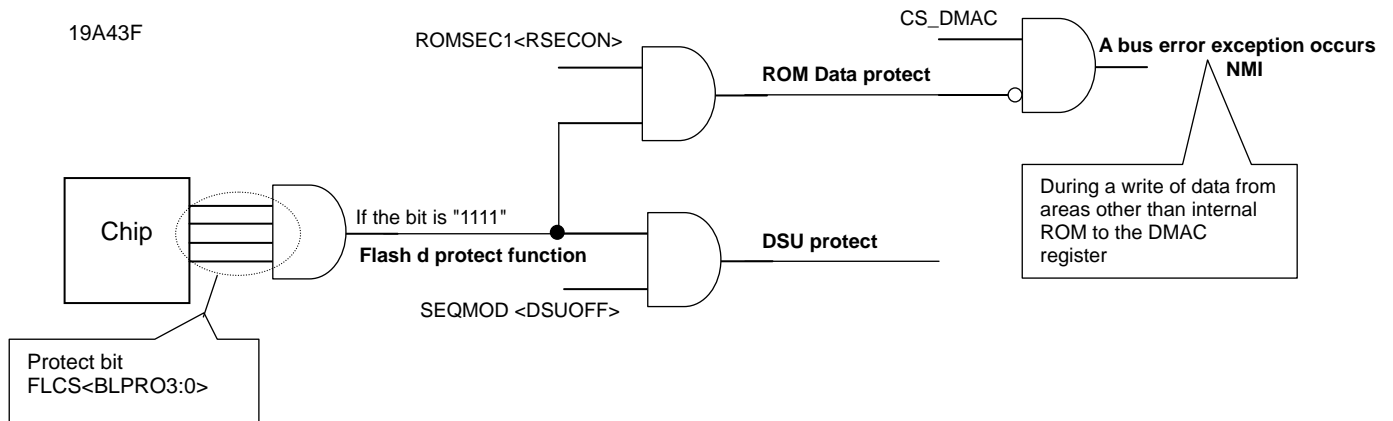 19A43F
CS_DMAC
ROMSEC1<RSECON>
A bus error exception occurs
NMI
ROM Data protect
During a write of data from
areas other than internal
ROM to the DMAC
register
Chip
If the bit is "1111"
Flash d protect function
DSU protect
SEQMOD <DSUOFF>
Protect bit
FLCS<BLPRO3:0>